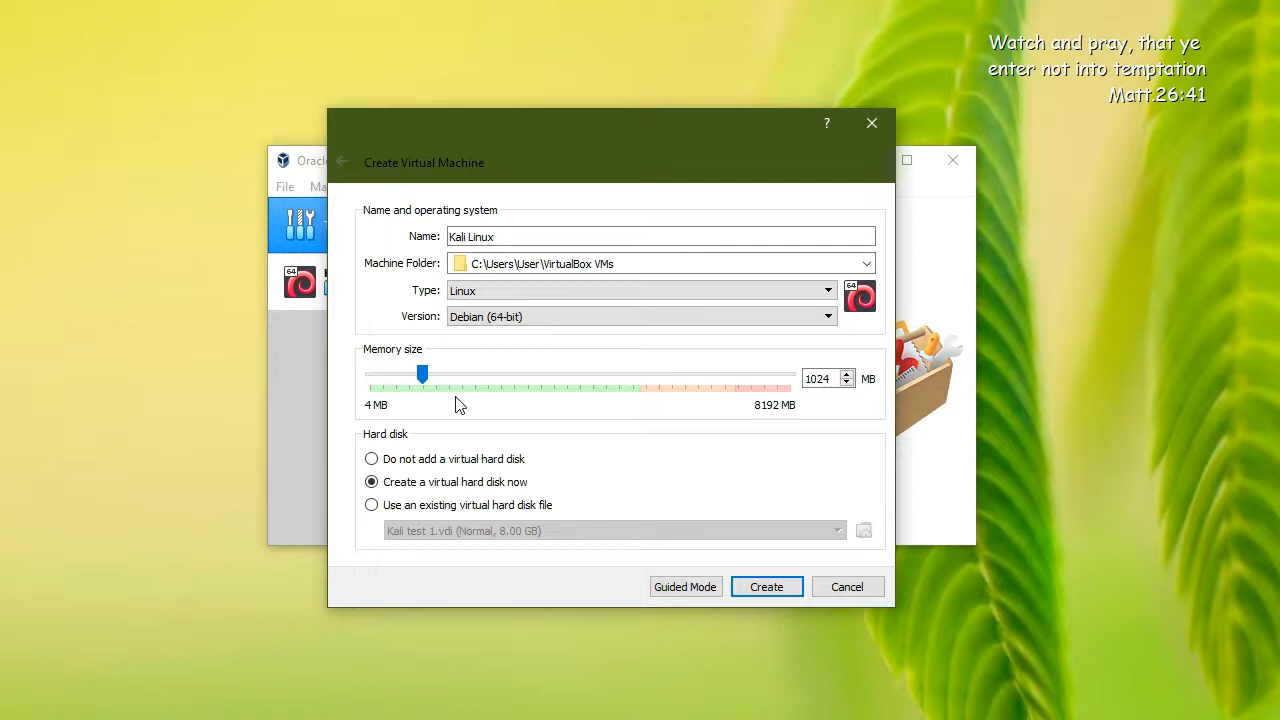 Watch and pray, that ye
enter not into temptation
Matt.26:41
Oracl
File Ma
?
Create Virtual Machine
Name and operating system
Name: Kali Linux
Machine Folder: C:\Users\User\VirtualBox VMs
Type: Linux
64
Version: Debian (64-bit)
64
Memory size
1024 MB
4 MB 8192 MB
Hard disk
Do not add a virtual hard disk
Create a virtual hard disk now
Use an existing virtual hard disk file
Kali test 1.vdi (Normal, 8.00 GB)
Guided Mode Create Cancel